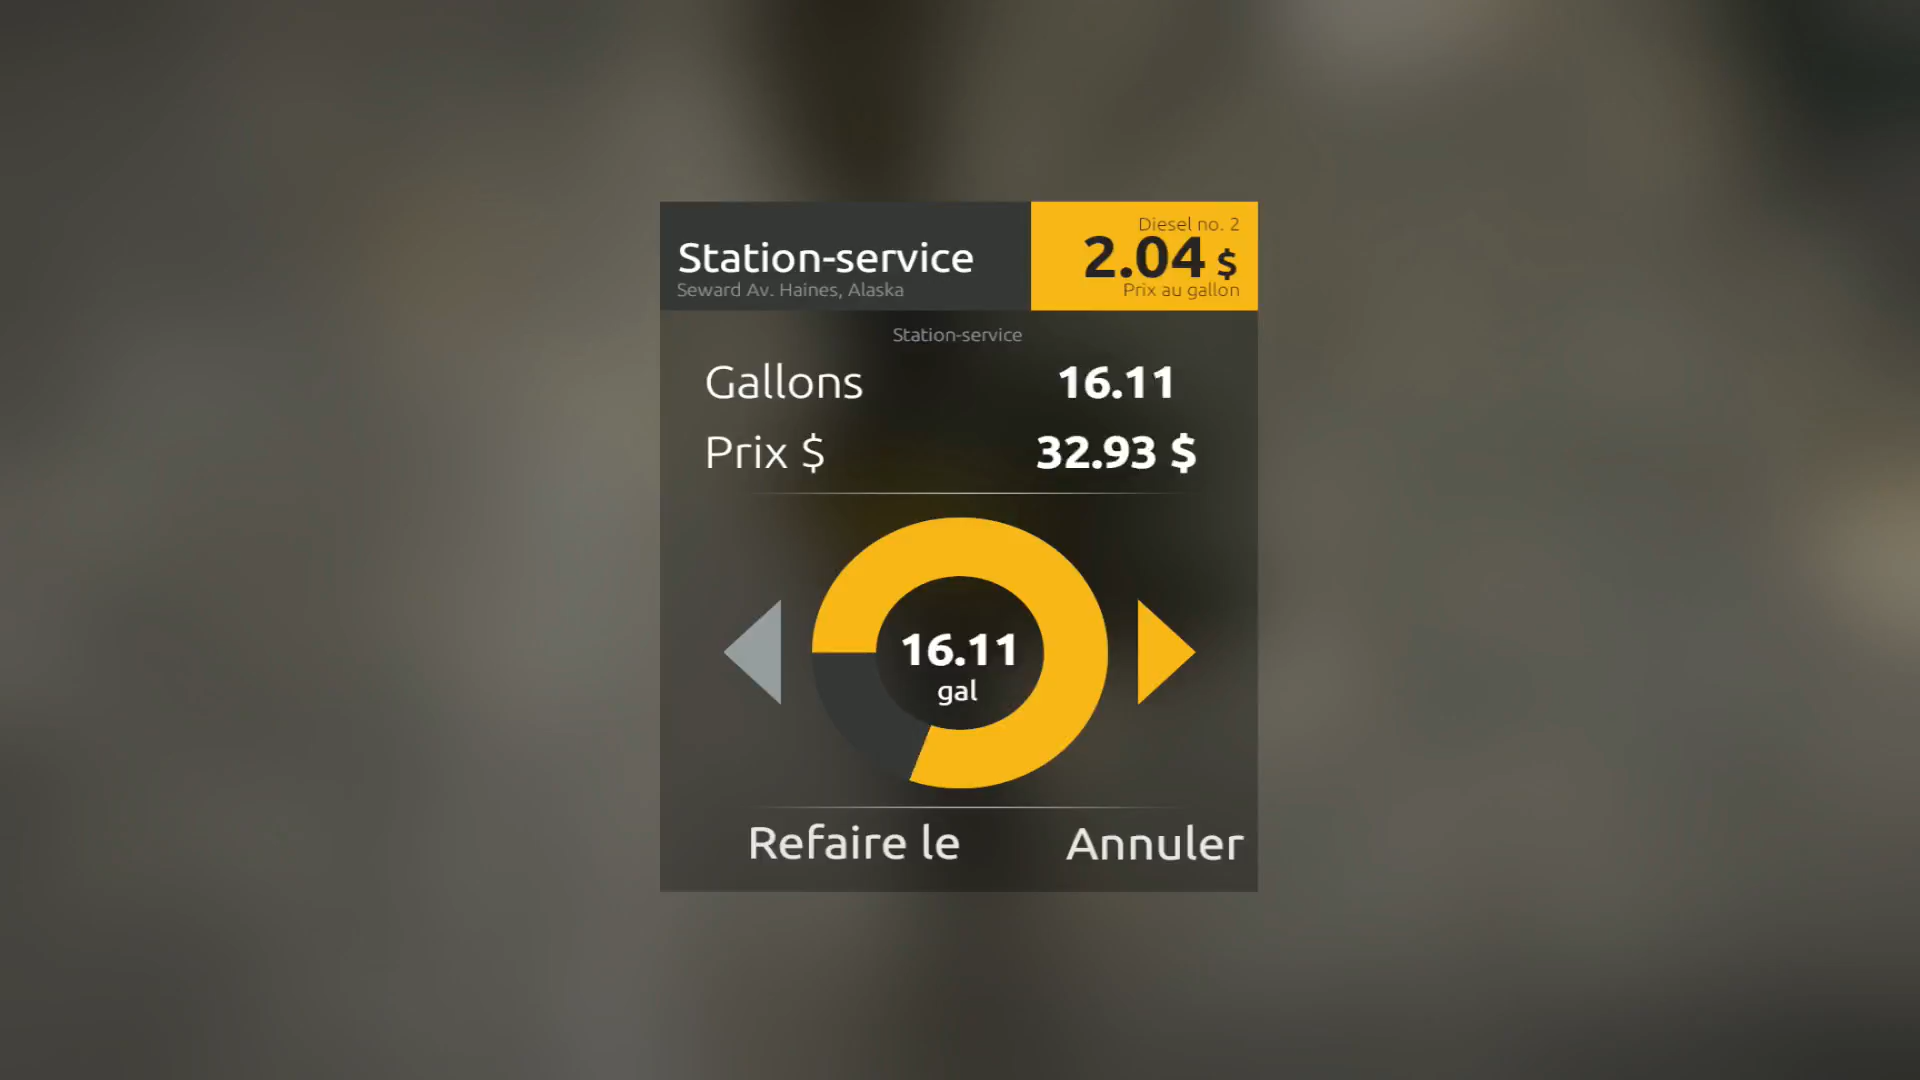 Station-service
Seward Av. Haines, Alaska
Diesel no. 2
2.04 $
Prix au gallon
Station-service
Gallons 16.11
Prix $ 32.93 $
16.11
gal
Refaire le Annuler